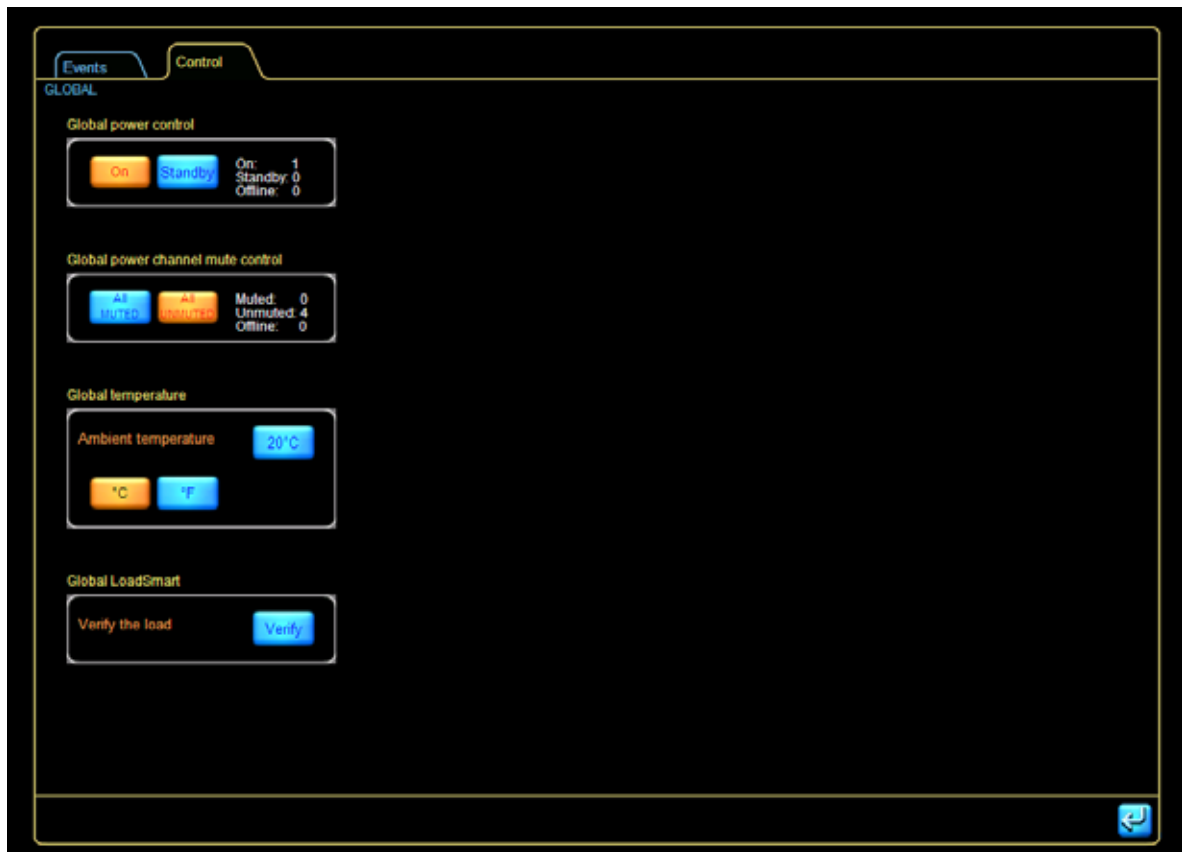 Events
Control
GLOBAL
Global power control
On
Standby
On: 1
Standby: 0
Offline: 0
Global power channel mute control
All
MUTED
All
UNMUTED
Muted: 0
Unmuted: 4
Offline: 0
Global temperature
Ambient temperature
20°C
°C
°F
Global LoadSmart
Verify the load
Verify